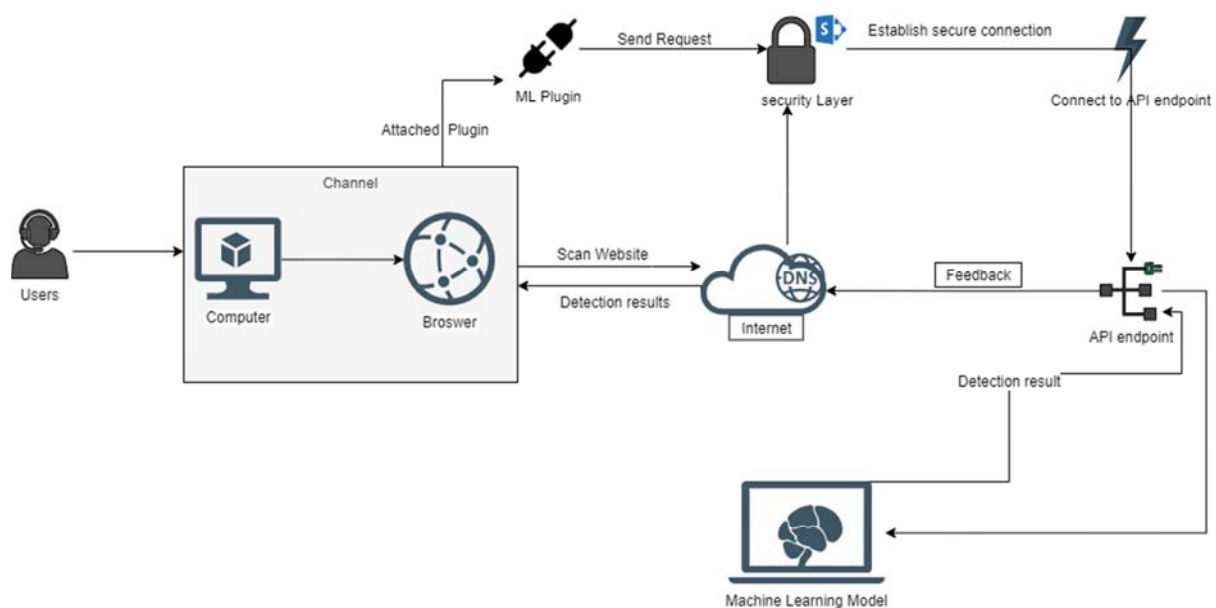 Send Request
Establish secure connection
S
ML Plugin
security Layer
Connect to API endpoint
Attached Plugin
Channel
Users
Computer
Broswer
Scan Website
Detection results
DNS
Internet
Feedback
API endpoint
Detection result
Machine Learning Model